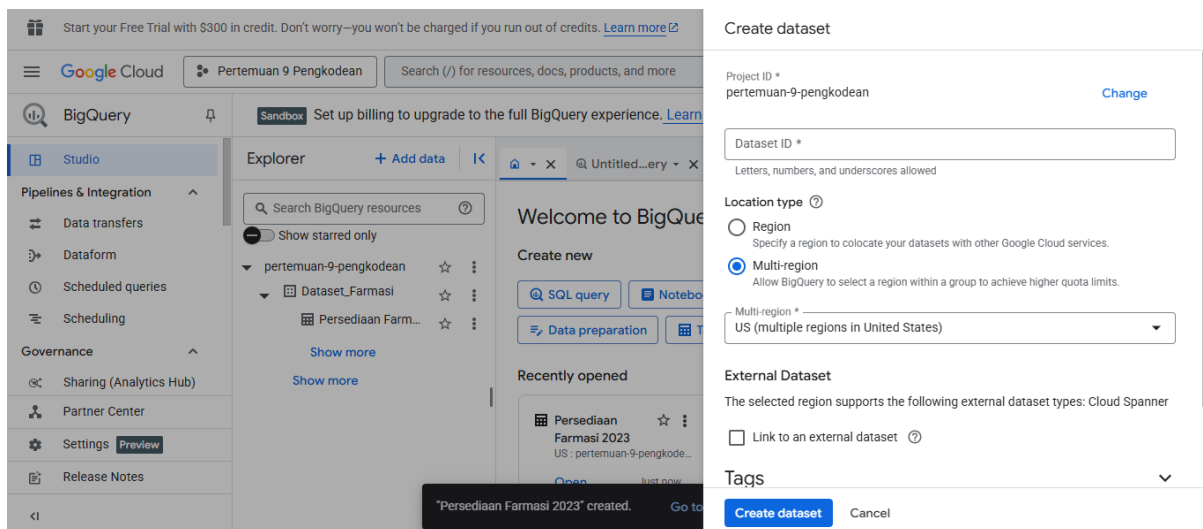 Start your Free Trial with $300 in credit. Don't worry—you won't be charged if you run out of credits. Learn more
Google Cloud
Pertemuan 9 Pengkodean
Search (/) for resources, docs, products, and more
BigQuery
Sandbox Set up billing to upgrade to the full BigQuery experience. Learn
Studio
Pipelines & Integration
Data transfers
Dataform
Scheduled queries
Scheduling
Governance
Sharing (Analytics Hub)
Partner Center
Settings Preview
Release Notes
Explorer
+ Add data
Search BigQuery resources
Show starred only
pertemuan-9-pengkodean
Dataset_Farmasi
Persediaan Farm...
Show more
Show more
Untitled...ery
Welcome to BigQue
Create new
SQL query
Notebo
Data preparation
T
Recently opened
Persediaan
Farmasi 2023
US : pertemuan-9-pengkode...
Open
Just now
"Persediaan Farmasi 2023" created.
Go to
Create dataset
Project ID *
pertemuan-9-pengkodean
Change
Dataset ID *
Letters, numbers, and underscores allowed
Location type
Region
Specify a region to colocate your datasets with other Google Cloud services.
Multi-region
Allow BigQuery to select a region within a group to achieve higher quota limits.
Multi-region *
US (multiple regions in United States)
External Dataset
The selected region supports the following external dataset types: Cloud Spanner
Link to an external dataset
Tags
Create dataset
Cancel